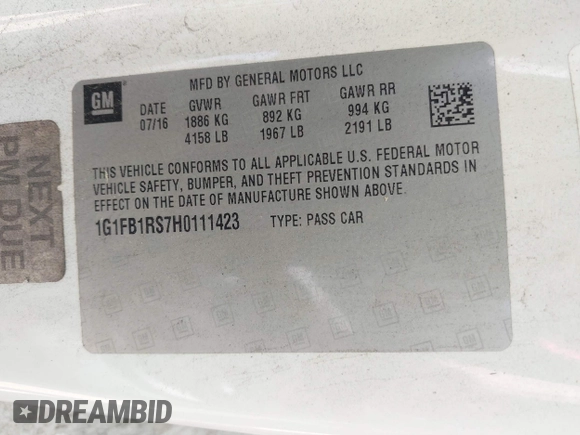 GM
MFD BY GENERAL MOTORS LLC
DATE GVWR GAWR FRT GAWR RR
07/16 1886 KG 892 KG 994 KG
4158 LB 1967 LB 2191 LB
THIS VEHICLE CONFORMS TO ALL APPLICABLE U.S. FEDERAL MOTOR
VEHICLE SAFETY, BUMPER, AND THEFT PREVENTION STANDARDS IN
EFFECT ON THE DATE OF MANUFACTURE SHOWN ABOVE.
1G1FB1RS7H0111423 TYPE: PASS CAR
NEXT
PM DUE
DREAMBID